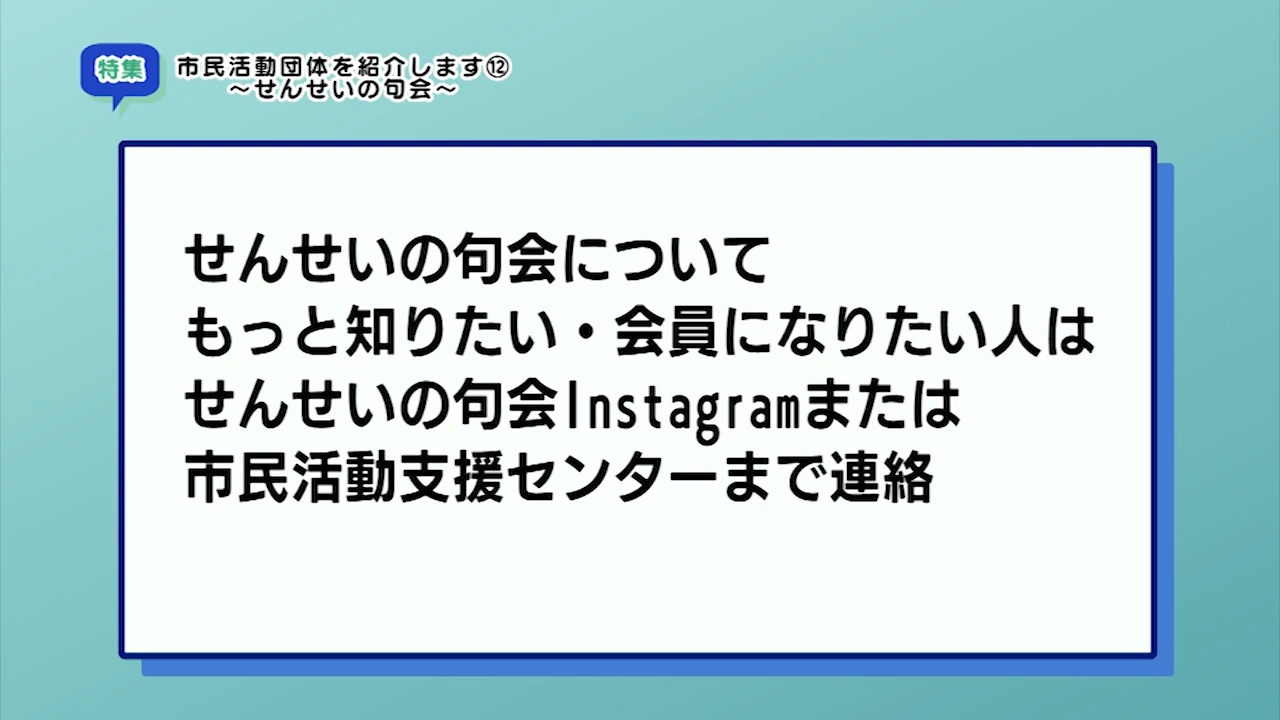 特集
市民活動団体を紹介します⑫
～せんせいの句会～
せんせいの句会について
もっと知りたい・会員になりたい人は
せんせいの句会Instagramまたは
市民活動支援センターまで連絡